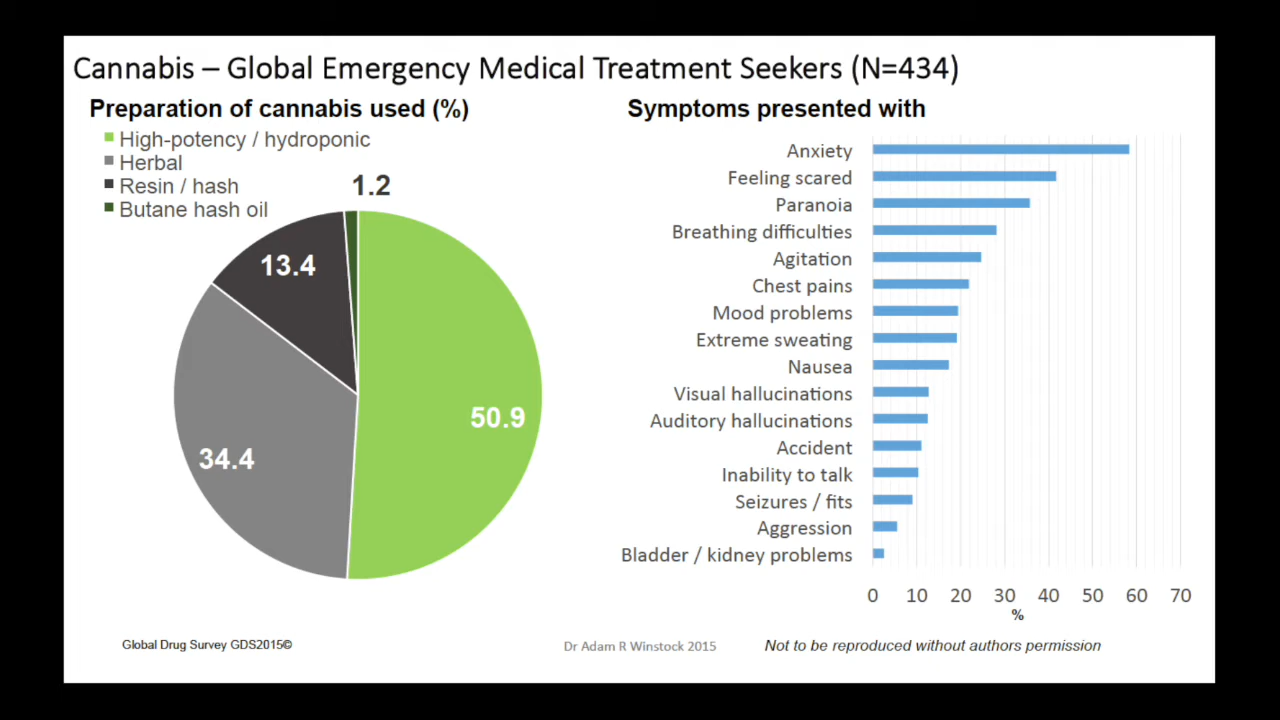 Cannabis – Global Emergency Medical Treatment Seekers (N=434)
Preparation of cannabis used (%)
High-potency / hydroponic
Herbal
Resin / hash
Butane hash oil
1.2
13.4
50.9
34.4
Symptoms presented with
Anxiety
Feeling scared
Paranoia
Breathing difficulties
Agitation
Chest pains
Mood problems
Extreme sweating
Nausea
Visual hallucinations
Auditory hallucinations
Accident
Inability to talk
Seizures / fits
Aggression
Bladder / kidney problems
0 10 20 30 40 50 60 70
%
Global Drug Survey GDS2015©
Dr Adam R Winstock 2015
Not to be reproduced without authors permission